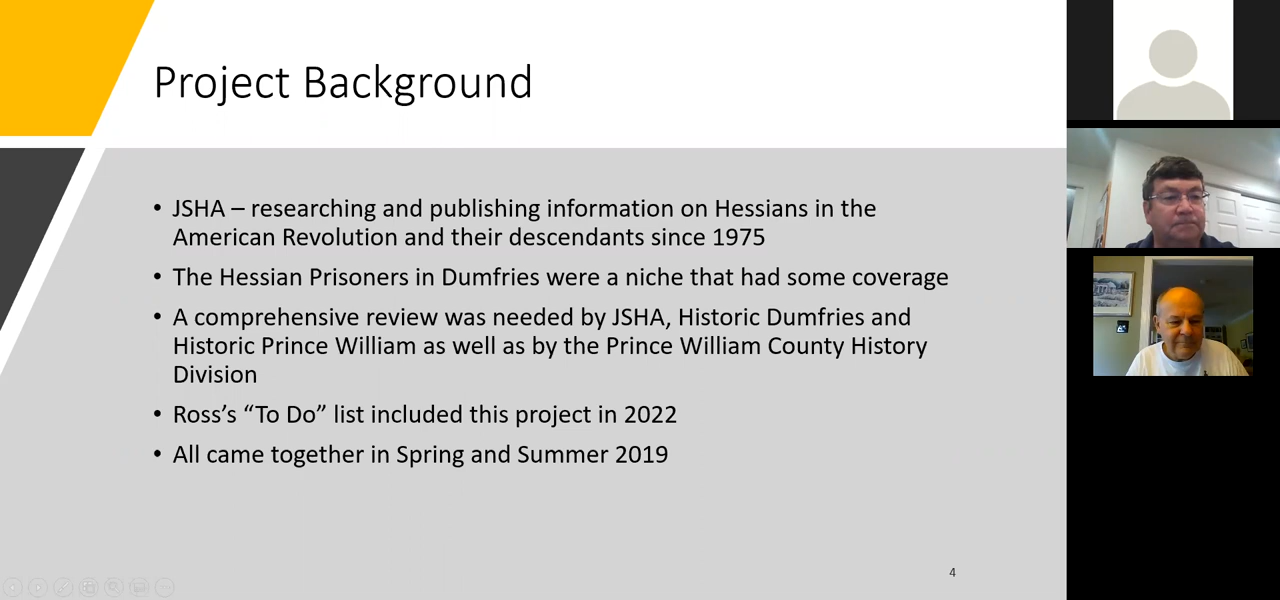 Project Background
• JSHA – researching and publishing information on Hessians in the
American Revolution and their descendants since 1975
• The Hessian Prisoners in Dumfries were a niche that had some coverage
• A comprehensive review was needed by JSHA, Historic Dumfries and
Historic Prince William as well as by the Prince William County History
Division
• Ross’s “To Do” list included this project in 2022
• All came together in Spring and Summer 2019
4